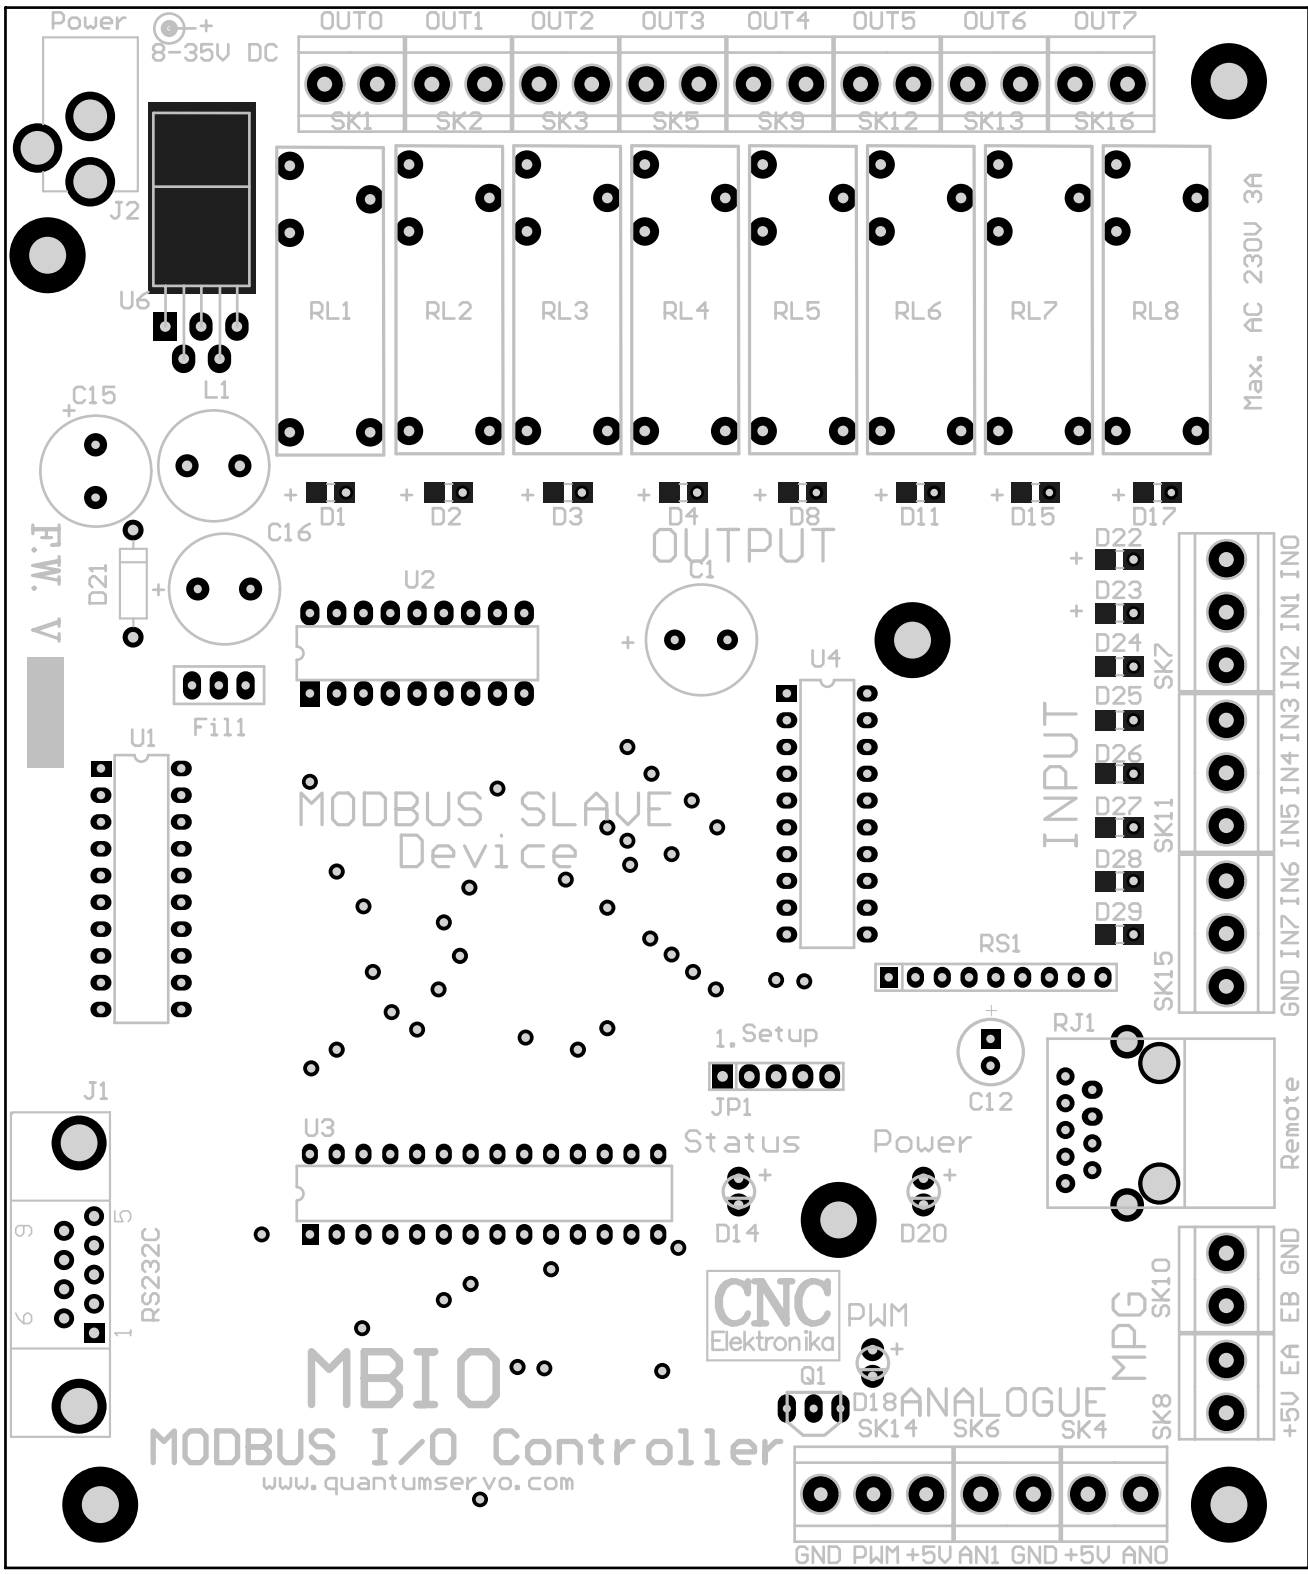 Power
+
8-35V DC
OUT0 OUT1 OUT2 OUT3 OUT4 OUT5 OUT6 OUT7
SK1 SK2 SK3 SK5 SK9 SK12 SK13 SK16
J2
U6
RL1 RL2 RL3 RL4 RL5 RL6 RL7 RL8
Max. AC 230V 3A
L1
C15
+
+ + + + + + + +
D1 D2 D3 D4 D8 D11 D15 D17
OUTPUT
C16
+
D21
F.W. V
Fil1
U2
C1
+
U4
D22
+
D23
+
D24
D25
D26
D27
D28
D29
INPUT
SK7
SK11
SK15
IN0
IN1
IN2
IN3
IN4
IN5
IN6
IN7
GND
U1
MODBUS SLAVE
Device
RS1
1. Setup
JP1
+
C12
RJ1
Remote
J1
9
5
6
1
RS232C
U3
Status
+
D14
Power
+
D20
CNC
Elektronika
PWM
+
D18
Q1
MPG
SK10
SK8
GND
EB
EA
+5V
MBIO
MODBUS I/O Controller
www.quantumservo.com
ANALOGUE
SK14 SK6 SK4
GND PWM +5V AN1 GND +5V AN0